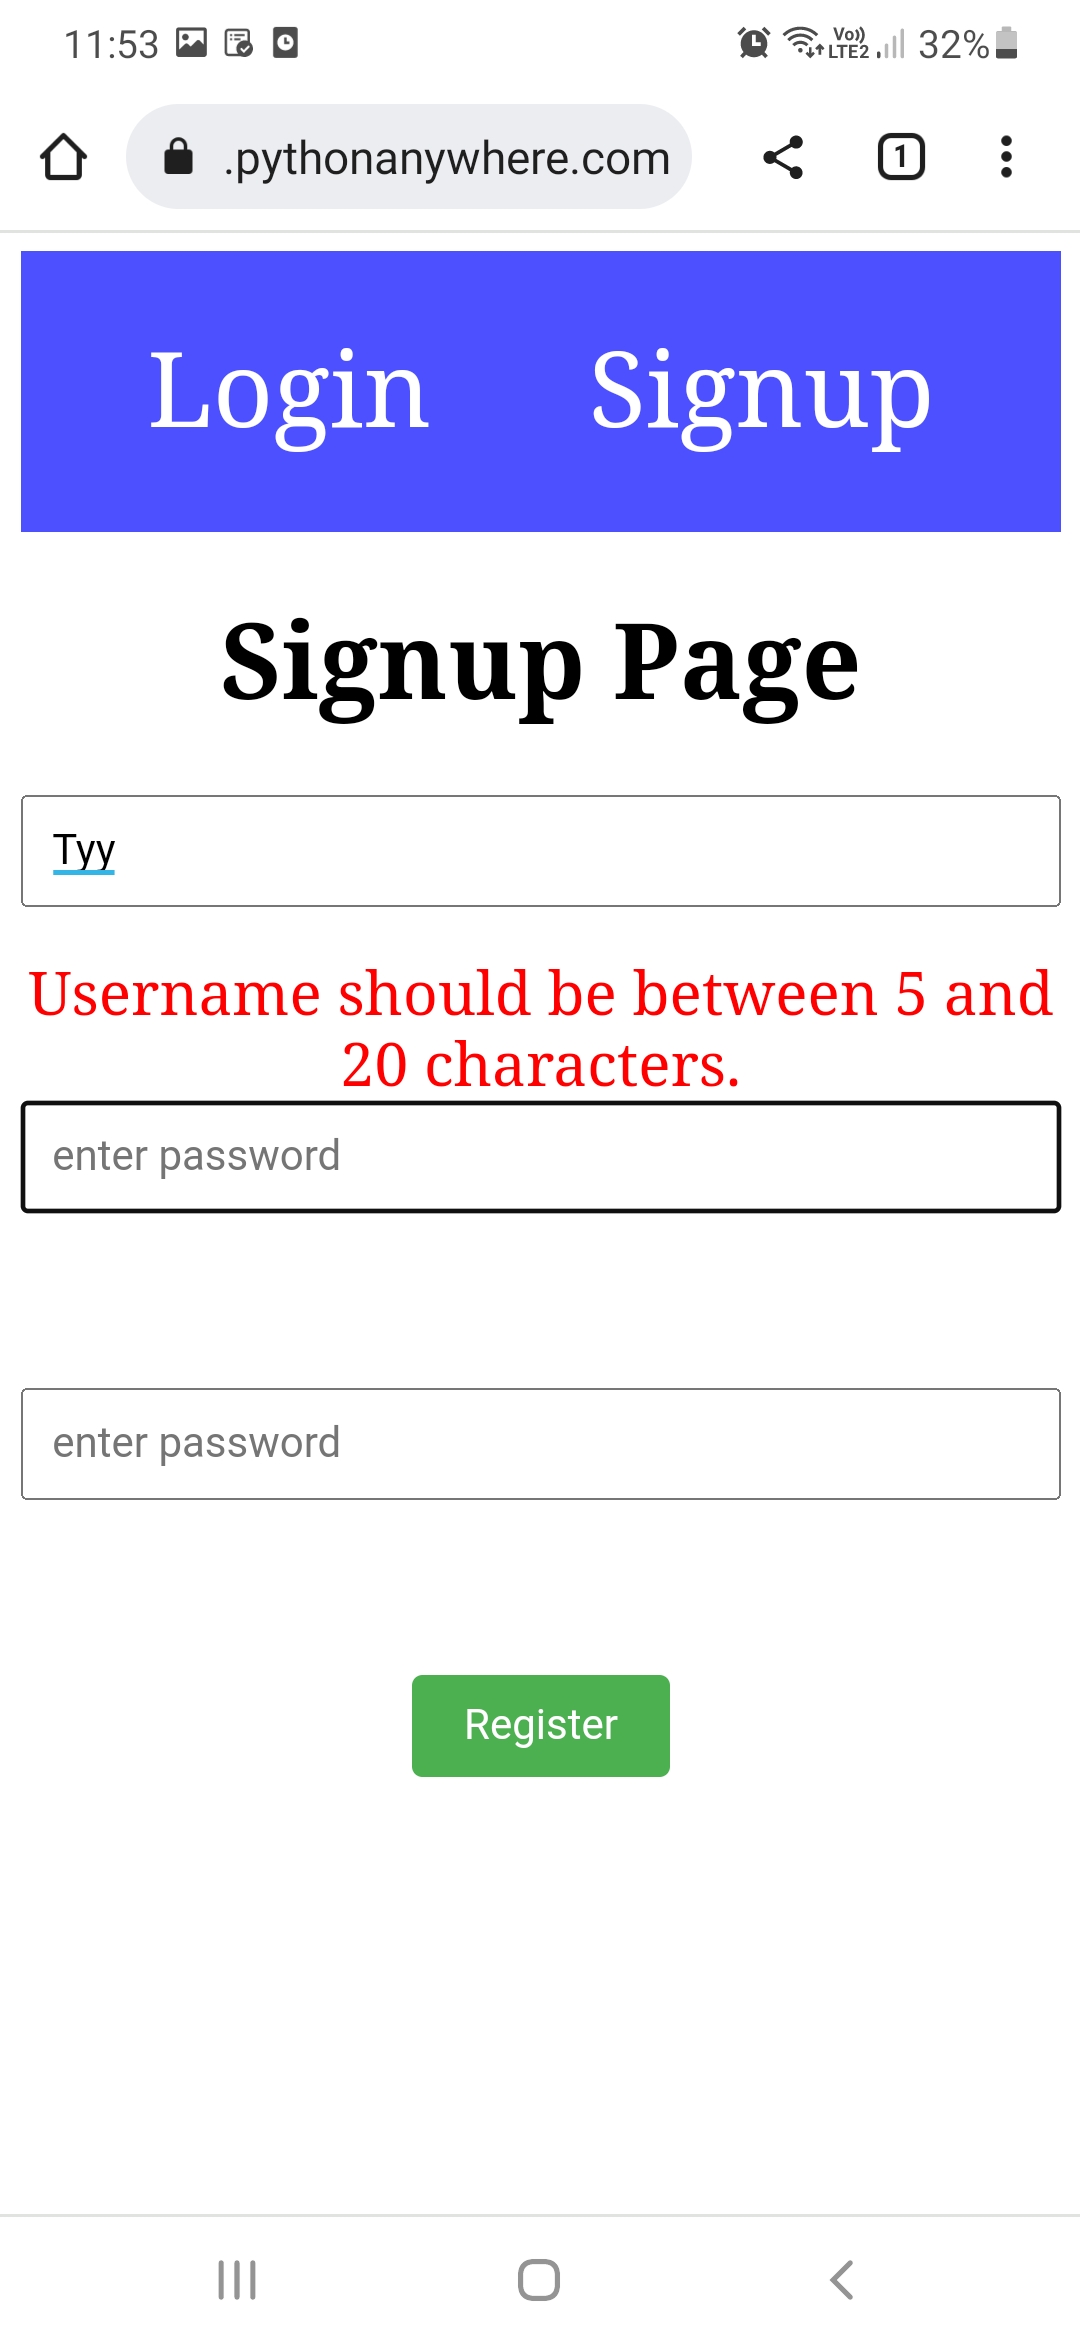 11:53 Vo)) LTE2 32%
.pythonanywhere.com 1
Login Signup
Signup Page
Tyy
Username should be between 5 and
20 characters.
enter password
enter password
Register